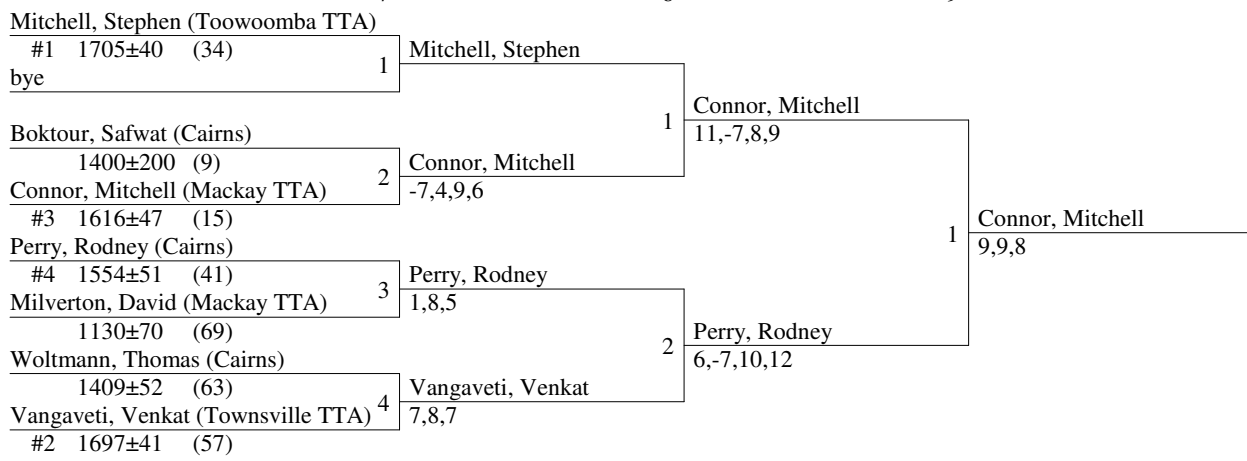 Mitchell, Stephen (Toowoomba TTA)
#1 1705±40 (34)
bye
1
Mitchell, Stephen
Boktour, Safwat (Cairns)
1400±200 (9)
Connor, Mitchell (Mackay TTA)
#3 1616±47 (15)
2
Connor, Mitchell
-7,4,9,6
1
Connor, Mitchell
11,-7,8,9
Perry, Rodney (Cairns)
#4 1554±51 (41)
Milverton, David (Mackay TTA)
1130±70 (69)
3
Perry, Rodney
1,8,5
Woltmann, Thomas (Cairns)
1409±52 (63)
Vangaveti, Venkat (Townsville TTA)
#2 1697±41 (57)
4
Vangaveti, Venkat
7,8,7
2
Perry, Rodney
6,-7,10,12
1
Connor, Mitchell
9,9,8